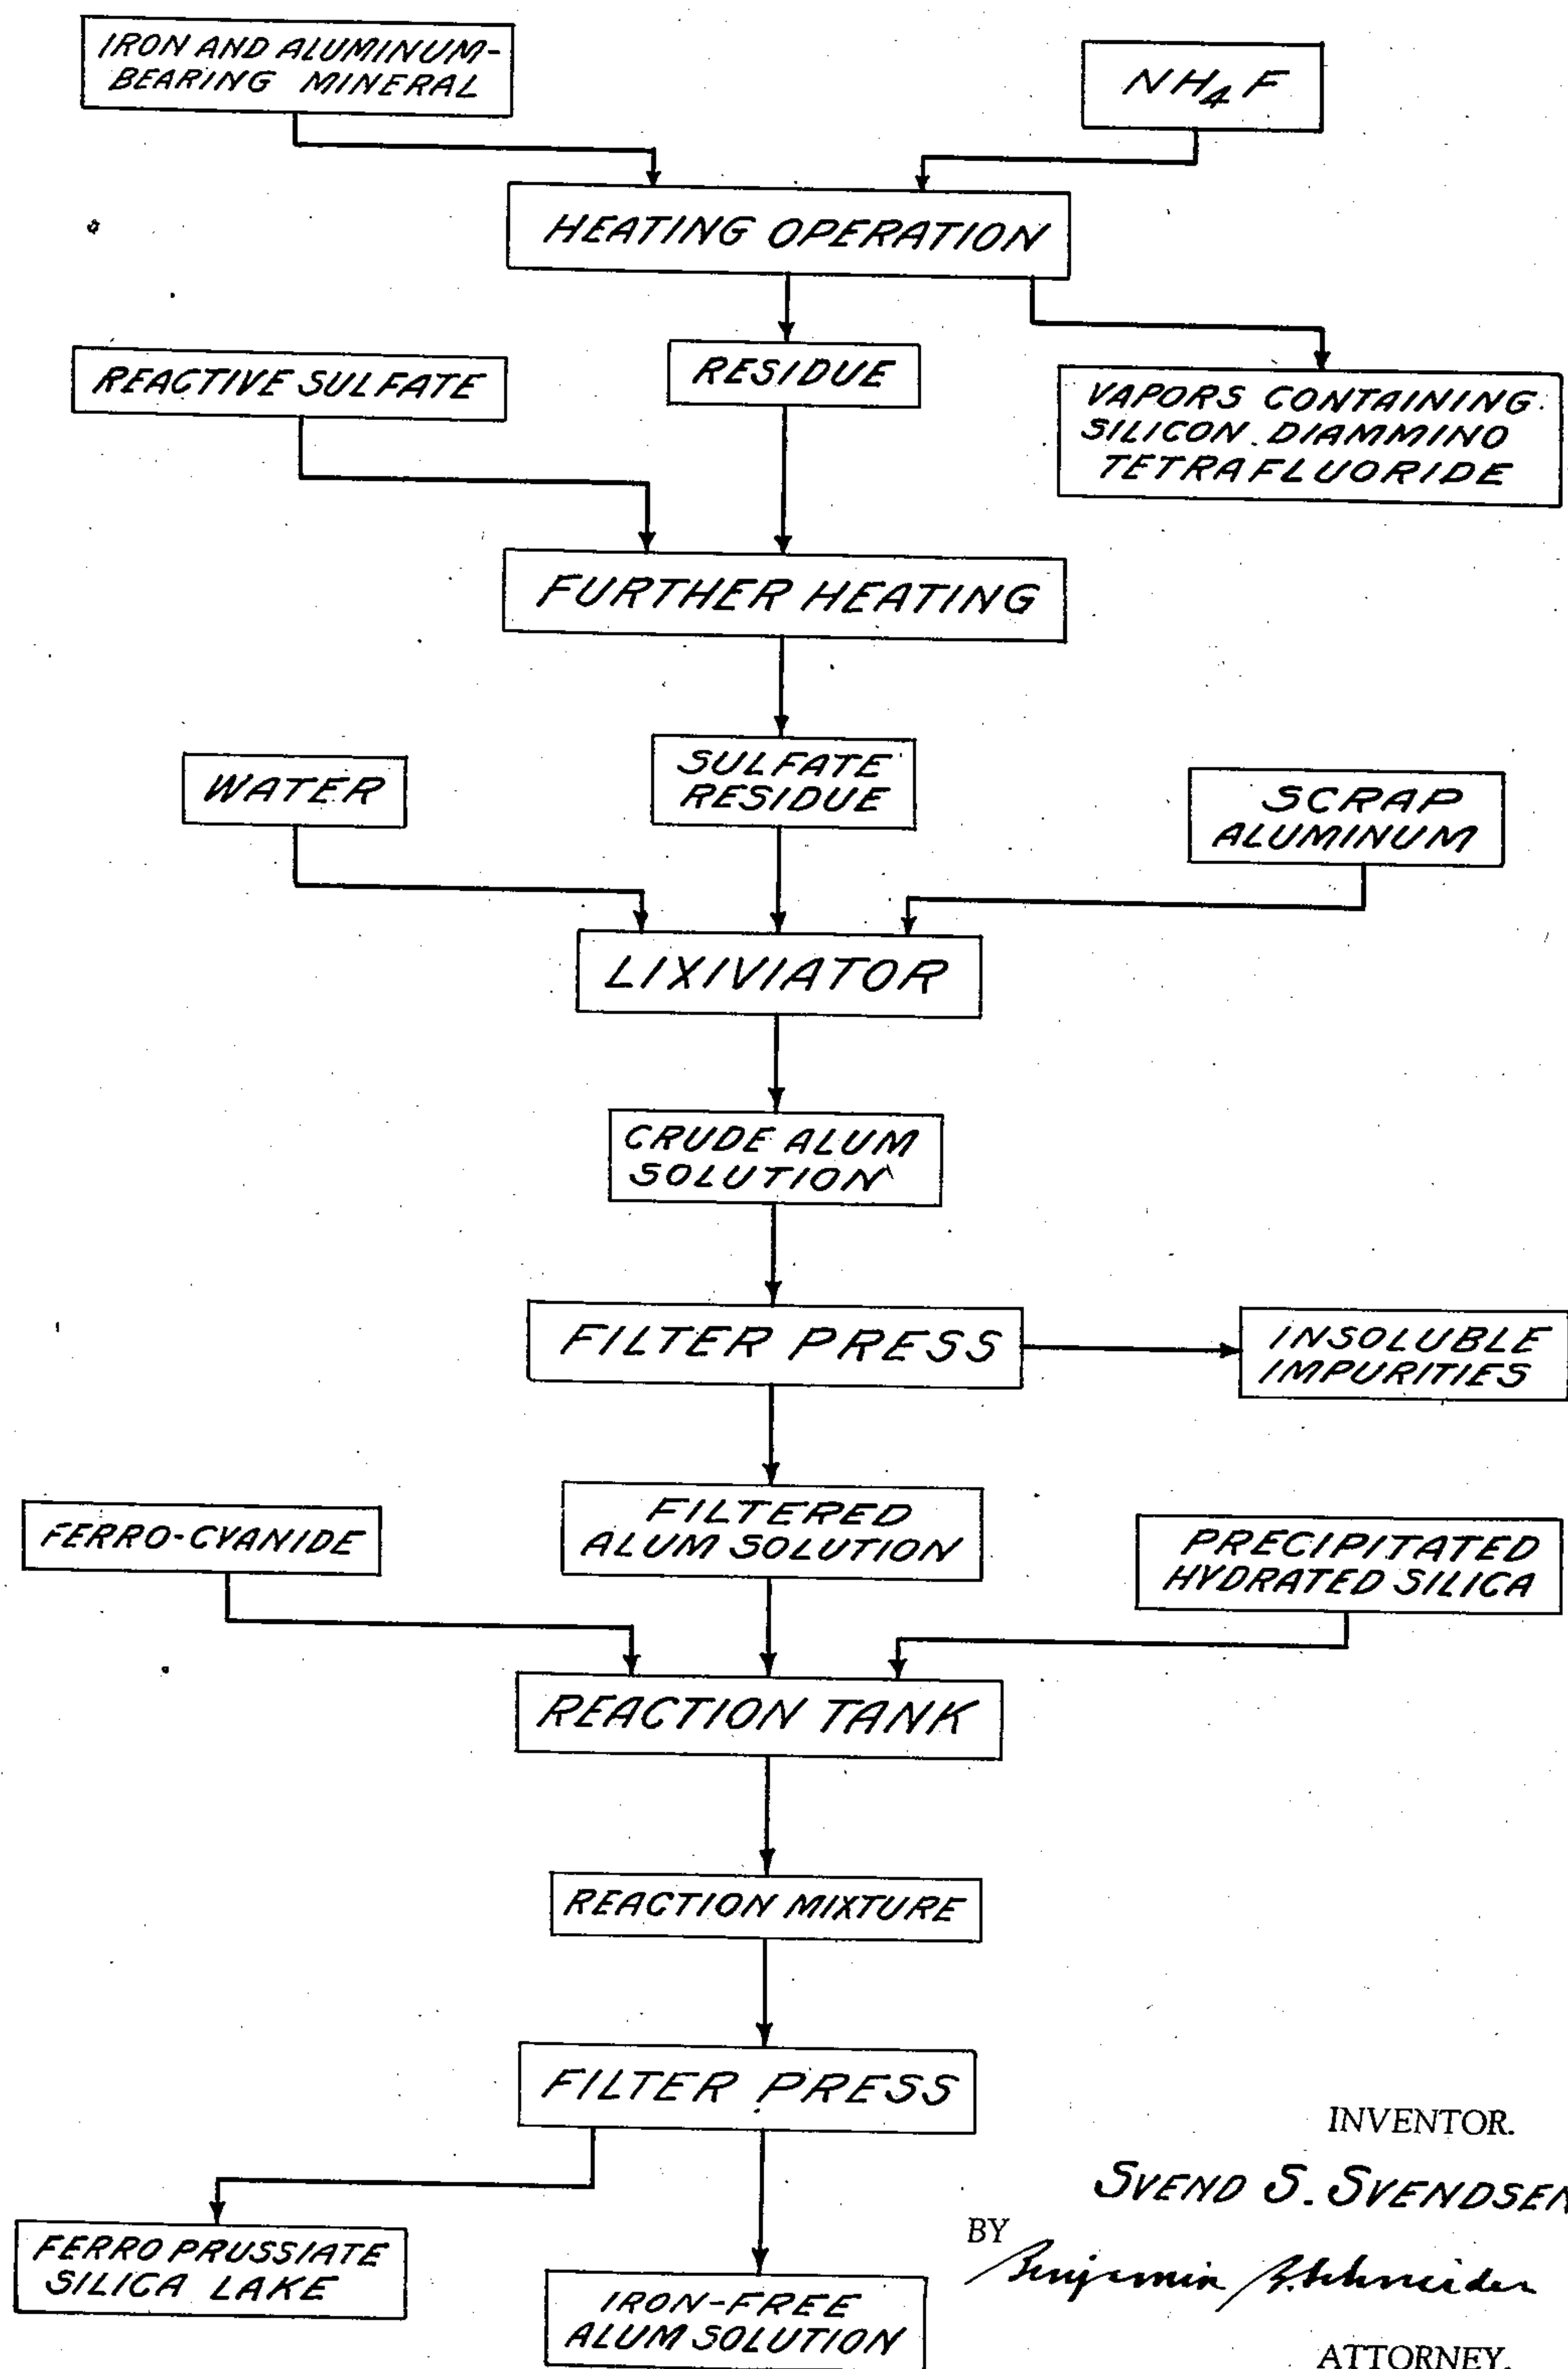 IRON AND ALUMINUM-
BEARING MINERAL
NH4F
HEATING OPERATION
REACTIVE SULFATE
RESIDUE
VAPORS CONTAINING
SILICON DIAMMINO
TETRAFLUORIDE
FURTHER HEATING
WATER
SULFATE
RESIDUE
SCRAP
ALUMINUM
LIXIVIATOR
CRUDE ALUM
SOLUTION
FILTER PRESS
INSOLUBLE
IMPURITIES
FERRO-CYANIDE
FILTERED
ALUM SOLUTION
PRECIPITATED
HYDRATED SILICA
REACTION TANK
REACTION MIXTURE
FILTER PRESS
FERRO PRUSSIATE
SILICA LAKE
IRON-FREE
ALUM SOLUTION
INVENTOR.
SVEND S. SVENDSEN
BY
Benjamin Schneider
ATTORNEY.